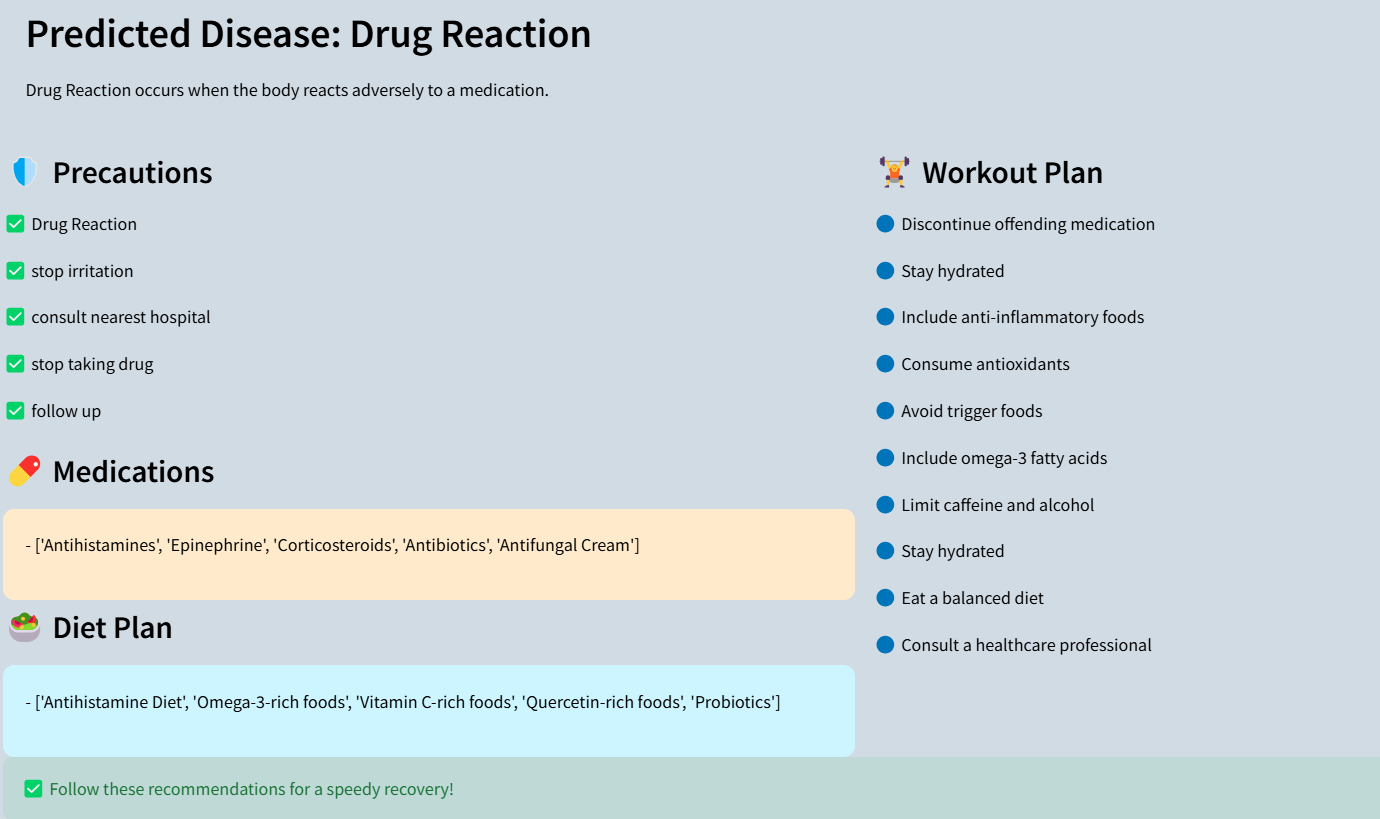 Predicted Disease: Drug Reaction
Drug Reaction occurs when the body reacts adversely to a medication.
Precautions
Drug Reaction
stop irritation
consult nearest hospital
stop taking drug
follow up
Medications
- ['Antihistamines', 'Epinephrine', 'Corticosteroids', 'Antibiotics', 'Antifungal Cream']
Diet Plan
- ['Antihistamine Diet', 'Omega-3-rich foods', 'Vitamin C-rich foods', 'Quercetin-rich foods', 'Probiotics']
Workout Plan
Discontinue offending medication
Stay hydrated
Include anti-inflammatory foods
Consume antioxidants
Avoid trigger foods
Include omega-3 fatty acids
Limit caffeine and alcohol
Stay hydrated
Eat a balanced diet
Consult a healthcare professional
Follow these recommendations for a speedy recovery!